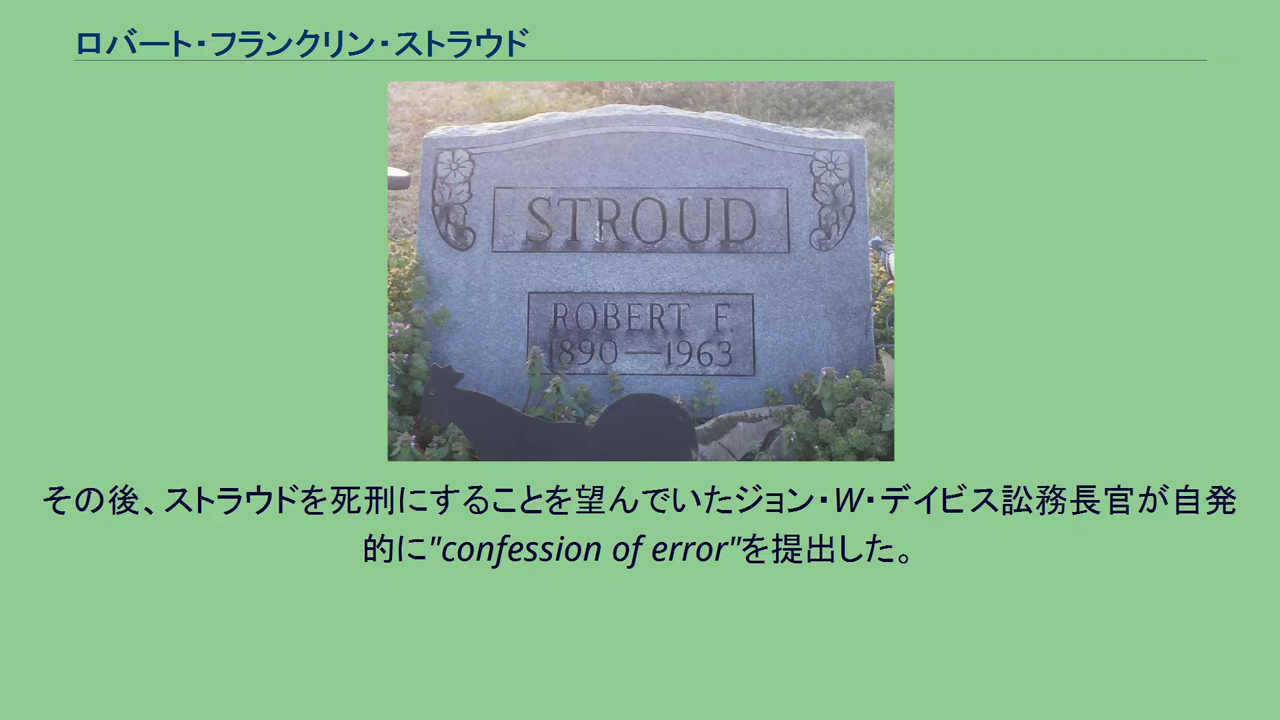 ロバート・フランクリン・ストラウド
STROUD
ROBERT F.
1890—1963
その後、ストラウドを死刑にすることを望んでいたジョン・W・デイビス訟務長官が自発
的に"confession of error"を提出した。